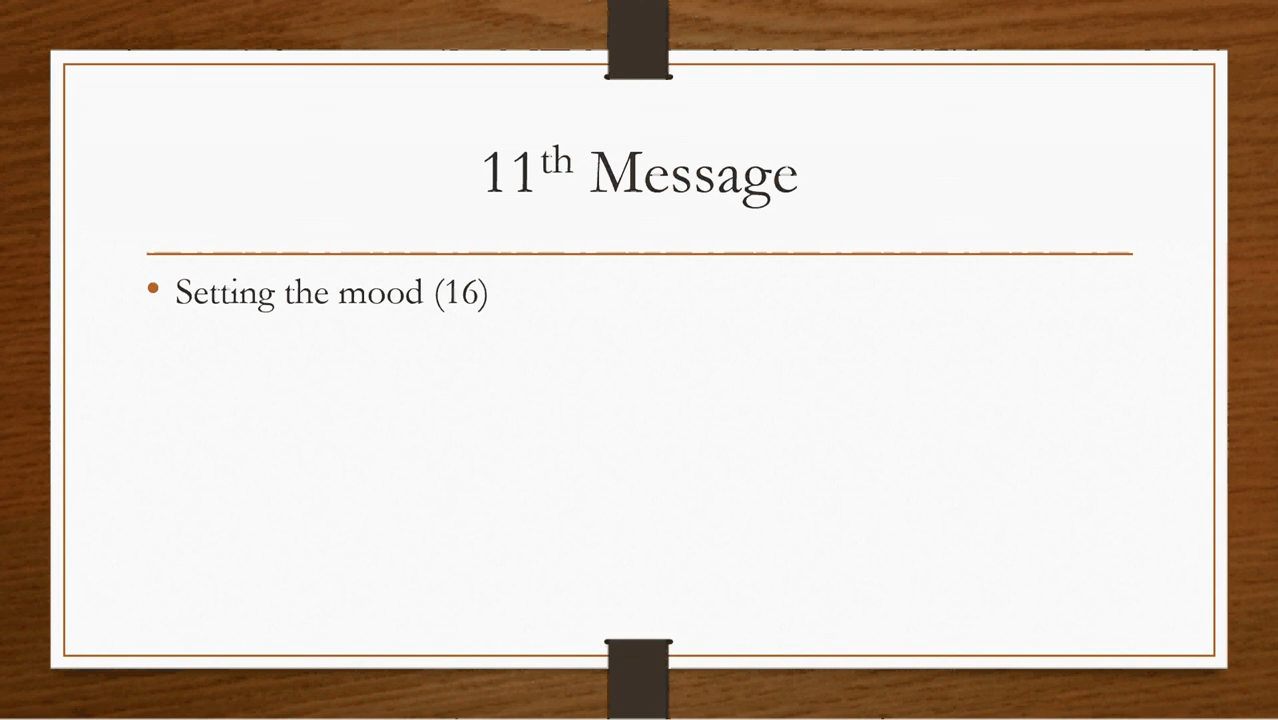 11th Message
• Setting the mood (16)